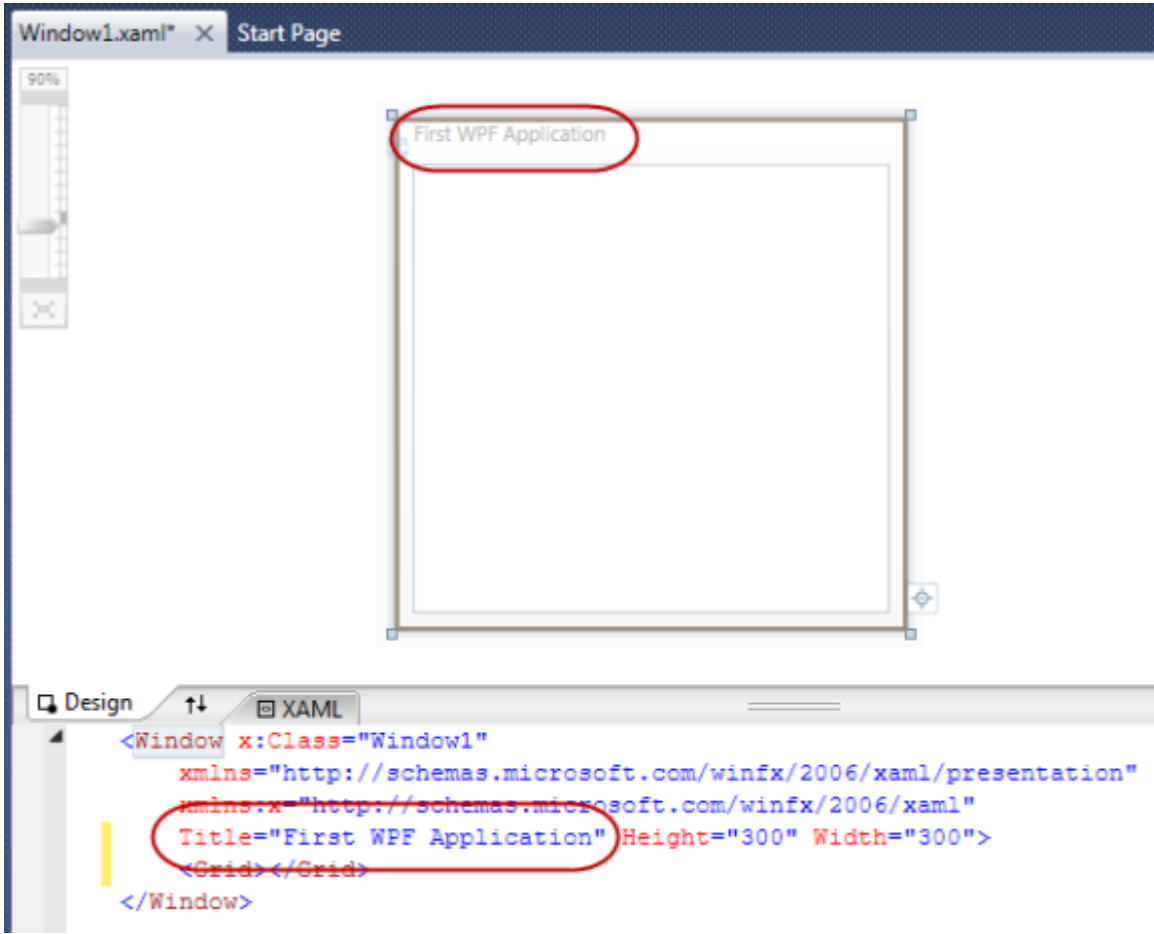 Window1.xaml* Start Page
90%
First WPF Application
Design XAML
<Window x:Class="Window1"
xmlns="http://schemas.microsoft.com/winfx/2006/xaml/presentation"
xmlns:x="http://schemas.microsoft.com/winfx/2006/xaml"
Title="First WPF Application" Height="300" Width="300">
<Grid></Grid>
</Window>